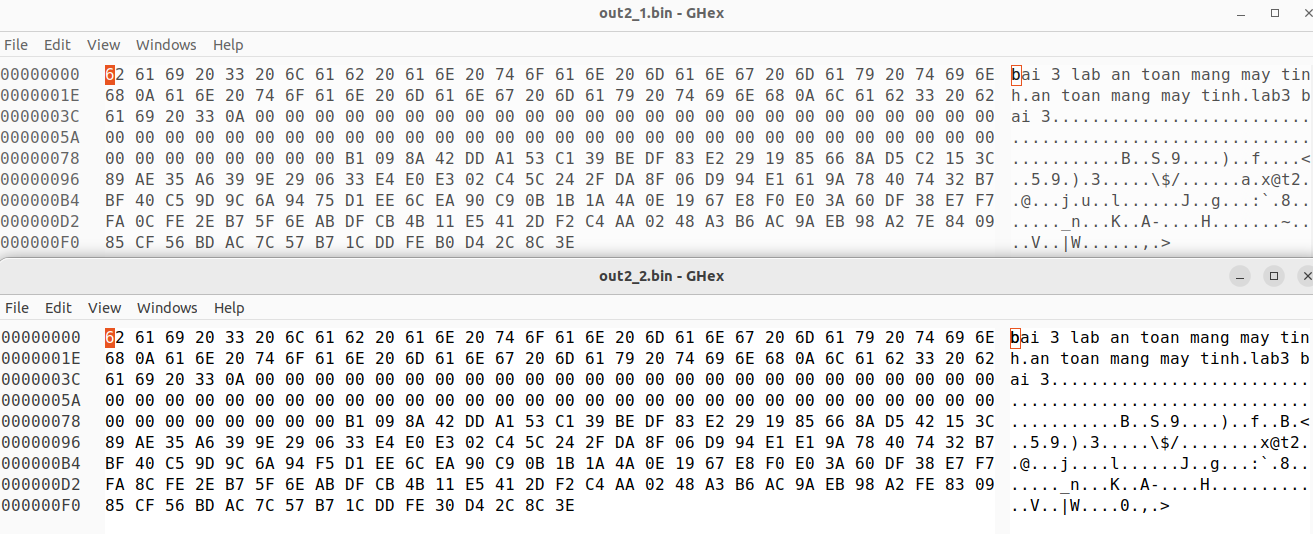 out2_1.bin - GHex
File Edit View Windows Help
00000000 62 61 69 20 33 20 6C 61 62 20 61 6E 20 74 6F 61 6E 20 6D 61 6E 67 20 6D 61 79 20 74 69 6E bai 3 lab an toan mang may tin
0000001E 68 0A 61 6E 20 74 6F 61 6E 20 6D 61 6E 67 20 6D 61 79 20 74 69 6E 68 0A 6C 61 62 33 20 62 h.an toan mang may tinh.lab3 b
0000003C 61 69 20 33 0A 00 00 00 00 00 00 00 00 00 00 00 00 00 00 00 00 00 00 00 00 00 00 00 00 00 ai 3..........................
0000005A 00 00 00 00 00 00 00 00 00 00 00 00 00 00 00 00 00 00 00 00 00 00 00 00 00 00 00 00 00 00 ..............................
00000078 00 00 00 00 00 00 00 00 B1 09 8A 42 DD A1 53 C1 39 BE DF 83 E2 29 19 85 66 8A D5 C2 15 3C ...........B..S.9....)..f....<
00000096 89 AE 35 A6 39 9E 29 06 33 E4 E0 E3 02 C4 5C 24 2F DA 8F 06 D9 94 E1 61 9A 78 40 74 32 B7 ..5.9.).3.....\$/......a.x@t2.
000000B4 BF 40 C5 9D 9C 6A 94 75 D1 EE 6C EA 90 C9 0B 1B 1A 4A 0E 19 67 E8 F0 E0 3A 60 DF 38 E7 F7 .@...j.u..l......J..g...:`.8..
000000D2 FA 0C FE 2E B7 5F 6E AB DF CB 4B 11 E5 41 2D F2 C4 AA 02 48 A3 B6 AC 9A EB 98 A2 7E 84 09 ....._n...K..A-....H.......~..
000000F0 85 CF 56 BD AC 7C 57 B7 1C DD FE B0 D4 2C 8C 3E ..V..|W......,.>
out2_2.bin - GHex
File Edit View Windows Help
00000000 62 61 69 20 33 20 6C 61 62 20 61 6E 20 74 6F 61 6E 20 6D 61 6E 67 20 6D 61 79 20 74 69 6E bai 3 lab an toan mang may tin
0000001E 68 0A 61 6E 20 74 6F 61 6E 20 6D 61 6E 67 20 6D 61 79 20 74 69 6E 68 0A 6C 61 62 33 20 62 h.an toan mang may tinh.lab3 b
0000003C 61 69 20 33 0A 00 00 00 00 00 00 00 00 00 00 00 00 00 00 00 00 00 00 00 00 00 00 00 00 00 ai 3..........................
0000005A 00 00 00 00 00 00 00 00 00 00 00 00 00 00 00 00 00 00 00 00 00 00 00 00 00 00 00 00 00 00 ..............................
00000078 00 00 00 00 00 00 00 00 B1 09 8A 42 DD A1 53 C1 39 BE DF 83 E2 29 19 85 66 8A D5 42 15 3C ...........B..S.9....)..f..B.<
00000096 89 AE 35 A6 39 9E 29 06 33 E4 E0 E3 02 C4 5C 24 2F DA 8F 06 D9 94 E1 E1 9A 78 40 74 32 B7 ..5.9.).3.....\$/........x@t2.
000000B4 BF 40 C5 9D 9C 6A 94 F5 D1 EE 6C EA 90 C9 0B 1B 1A 4A 0E 19 67 E8 F0 E0 3A 60 DF 38 E7 F7 .@...j....l......J..g...:`.8..
000000D2 FA 8C FE 2E B7 5F 6E AB DF CB 4B 11 E5 41 2D F2 C4 AA 02 48 A3 B6 AC 9A EB 98 A2 FE 83 09 ....._n...K..A-....H..........
000000F0 85 CF 56 BD AC 7C 57 B7 1C DD FE 30 D4 2C 8C 3E ..V..|W....0.,.>